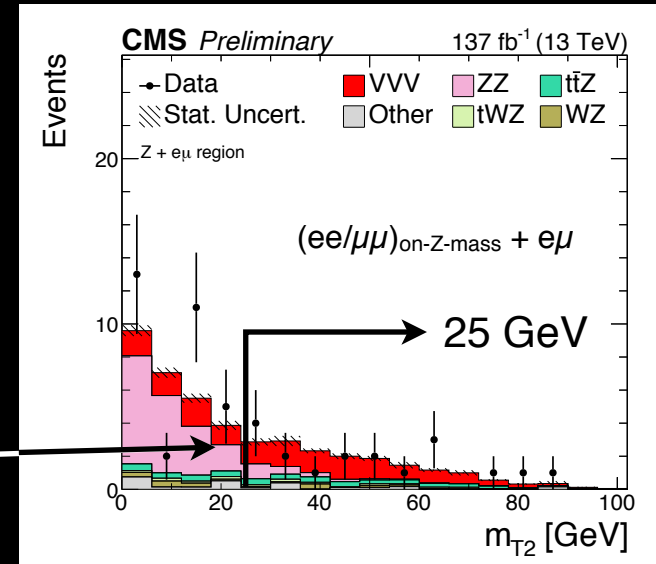 CMS Preliminary 137 fb⁻¹ (13 TeV)
Events
Data VVV ZZ tt̄Z
Stat. Uncert. Other tWZ WZ
Z + eμ region
20
(ee/μμ)on-Z-mass + eμ
10
25 GeV
0
0 20 40 60 80 100
mT2 [GeV]